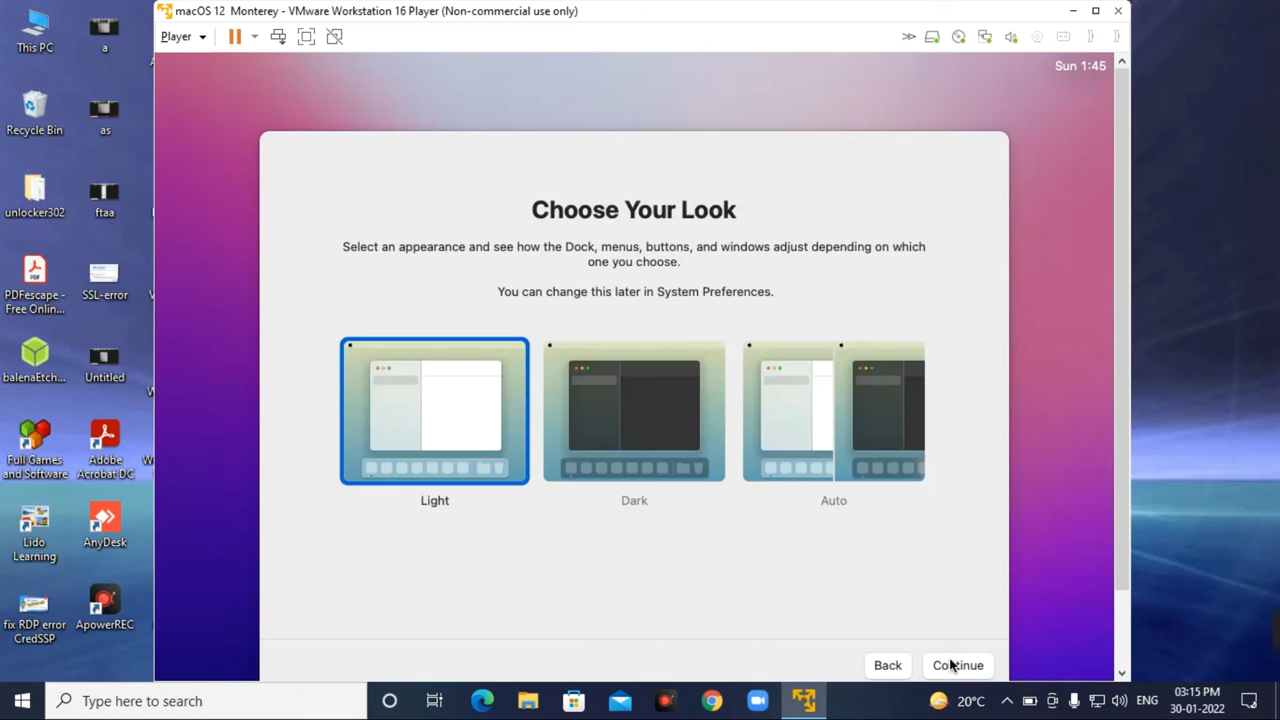 macOS 12 Monterey - VMware Workstation 16 Player (Non-commercial use only)
Player
Sun 1:45
Choose Your Look
Select an appearance and see how the Dock, menus, buttons, and windows adjust depending on which
one you choose.
You can change this later in System Preferences.
Light
Dark
Auto
Back
Continue
This PC
a
Recycle Bin
as
unlocker302
ftaa
PDFescape -
Free Onlin...
SSL-error
balenaEtch...
Untitled
Full Games
and Software
Adobe
Acrobat DC
Lido
Learning
AnyDesk
fix RDP error
CredSSP
ApowerREC
Type here to search
20°C
ENG
03:15 PM
30-01-2022